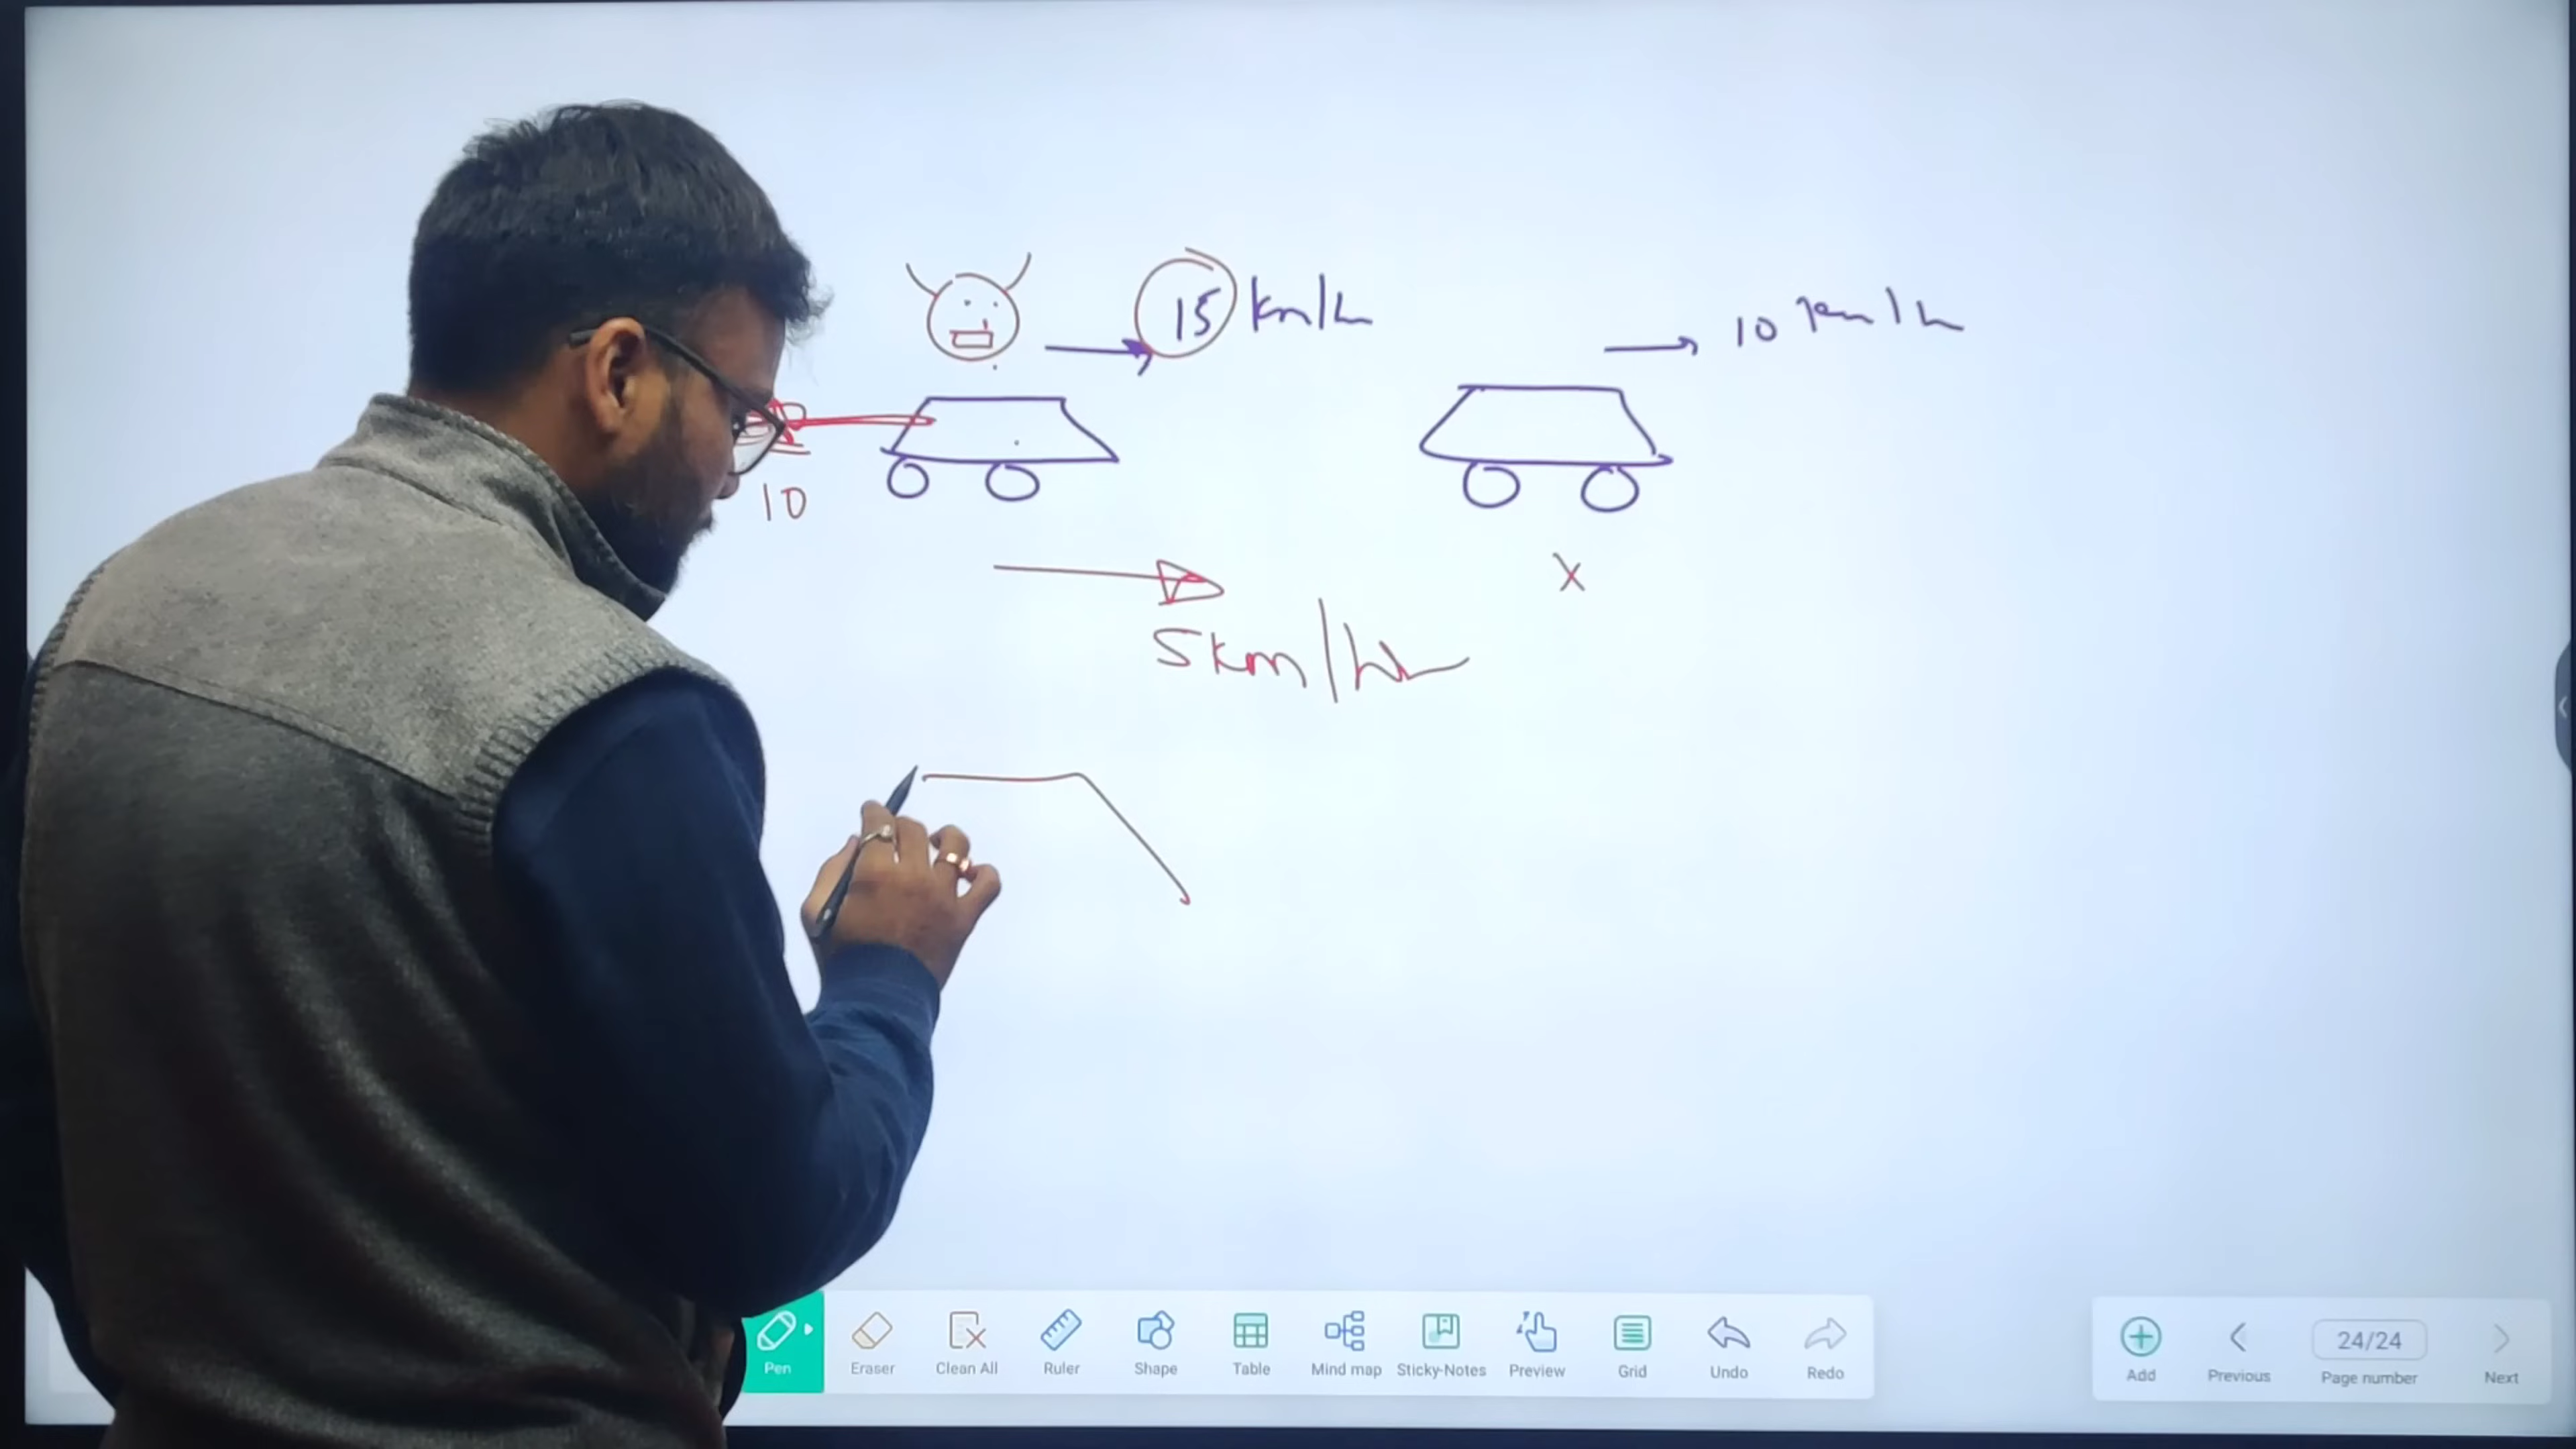 15 km/h
10 km/h
10
X
5 km/hr
Pen
Eraser
Clean All
Ruler
Shape
Table
Mind map
Sticky-Notes
Preview
Grid
Undo
Redo
Add
Previous
24/24
Page number
Next